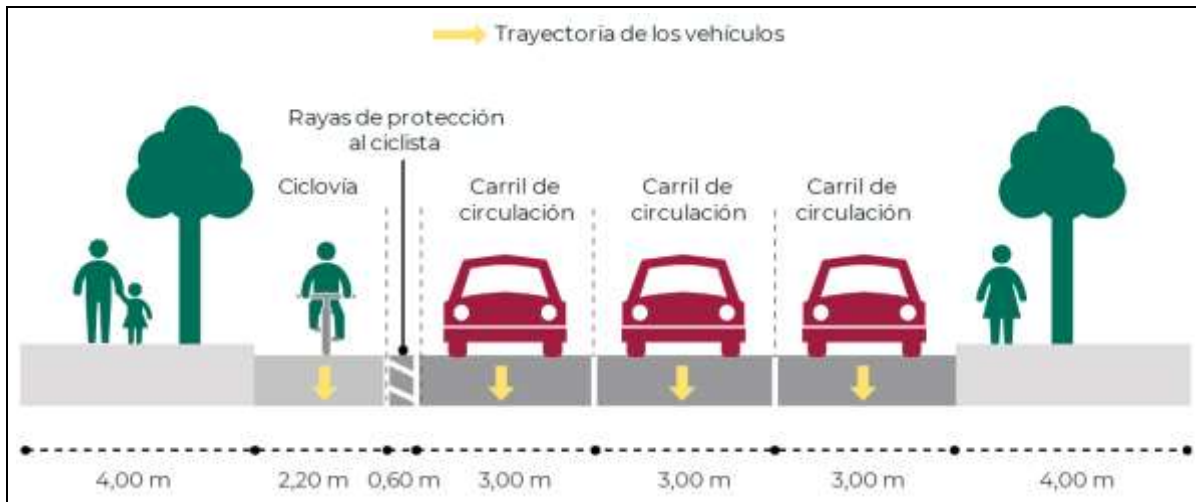 Trayectoria de los vehículos
Rayas de protección
al ciclista
Ciclovía
Carril de
circulación
Carril de
circulación
Carril de
circulación
4,00 m
2,20 m
0,60 m
3,00 m
3,00 m
3,00 m
4,00 m